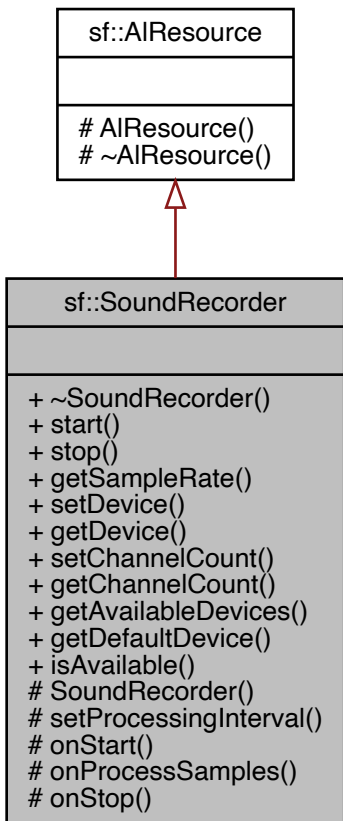 sf::AlResource
# AlResource()
# ~AlResource()
sf::SoundRecorder
+ ~SoundRecorder()
+ start()
+ stop()
+ getSampleRate()
+ setDevice()
+ getDevice()
+ setChannelCount()
+ getChannelCount()
+ getAvailableDevices()
+ getDefaultDevice()
+ isAvailable()
# SoundRecorder()
# setProcessingInterval()
# onStart()
# onProcessSamples()
# onStop()